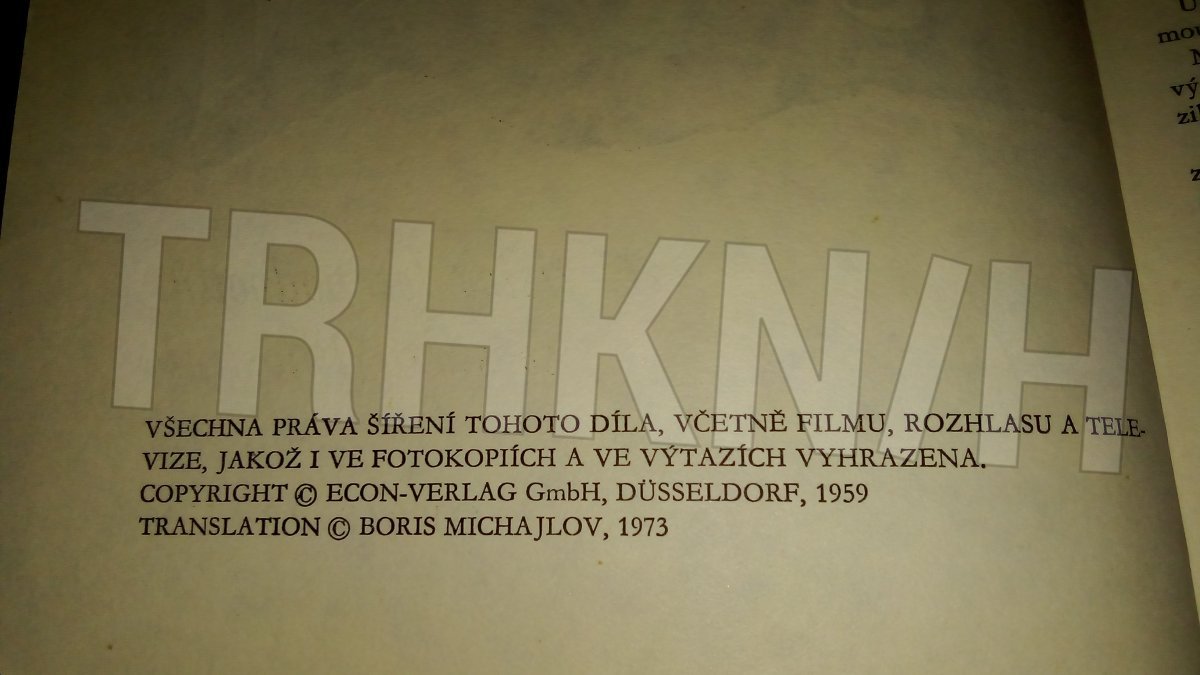 TRHKN/H
VŠECHNA PRÁVA ŠÍŘENÍ TOHOTO DÍLA, VČETNĚ FILMU, ROZHLASU A TELE-
VIZE, JAKOŽ I VE FOTOKOPIÍCH A VE VÝTAZÍCH VYHRAZENA.
COPYRIGHT © ECON-VERLAG GmbH, DÜSSELDORF, 1959
TRANSLATION © BORIS MICHAJLOV, 1973